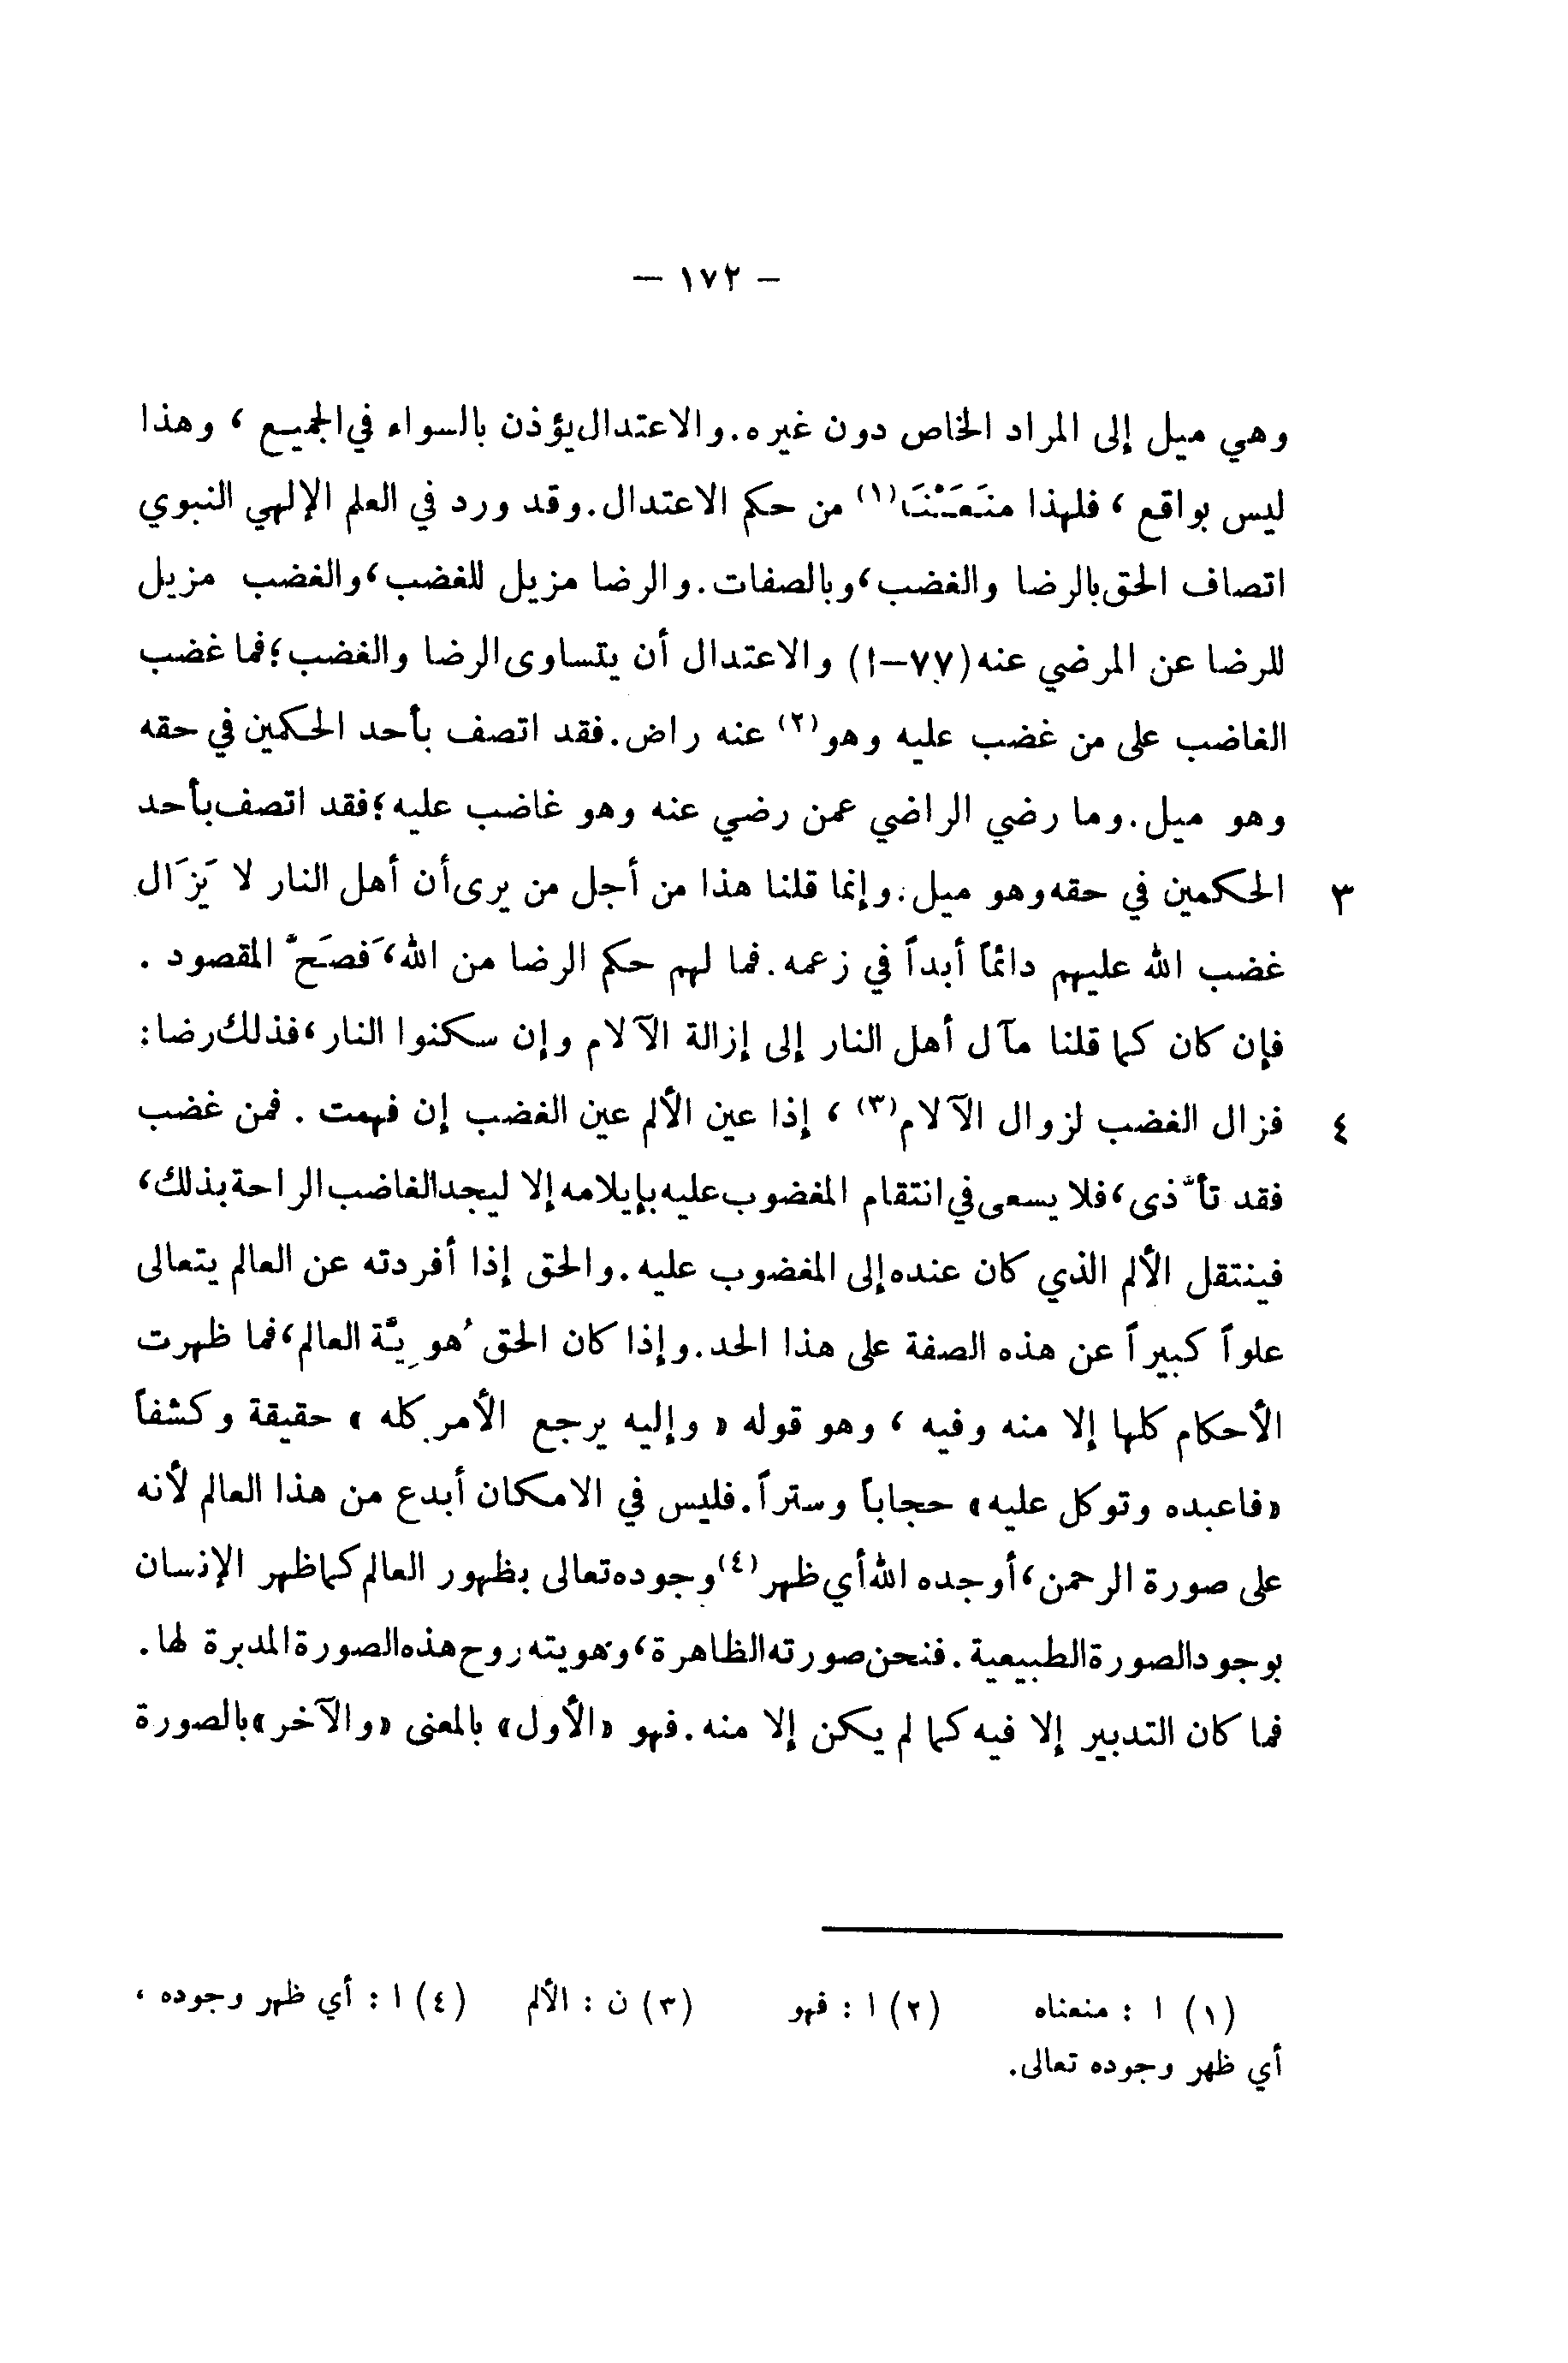 — ١٧٢ —
وهي ميل إلى المراد الخاص دون غيره. والاعتدال يؤذن بالسواء في الجميع ، وهذا
ليس بواقع ، فلهذا منَعَنْنَا(١) من حكم الاعتدال. وقد ورد في العلم الإلهي النبوي
اتصاف الحق بالرضا والغضب، وبالصفات. والرضا مزيل للغضب، والغضب مزيل
للرضا عن المرضي عنه (٧٧-ا) والاعتدال أن يتساوى الرضا والغضب؛ فما غضب
الغاضب على من غضب عليه وهو(٢) عنه راض. فقد اتصف بأحد الحكمين في حقه
وهو ميل. وما رضي الراضي عمن رضي عنه وهو غاضب عليه؛ فقد اتصف بأحد
٣ الحكمين في حقه وهو ميل. وإنما قلنا هذا من أجل من يرى أن أهل النار لا يَزَال
غضب الله عليهم دائماً أبداً في زعمه. فما لهم حكم الرضا من الله، فَصَحَّ المقصود .
فإن كان كما قلنا مآل أهل النار إلى إزالة الآلام وإن سكنوا النار، فذلك رضا:
٤ فزال الغضب لزوال الآلام(٣) ، إذا عين الألم عين الغضب إن فهمت . فمن غضب
فقد تأذَّى، فلا يسعى في انتقام المغضوب عليه بإيلامه إلا ليجد الغاضب الراحة بذلك،
فينتقل الألم الذي كان عنده إلى المغضوب عليه. والحق إذا أفردته عن العالم يتعالى
علواً كبيراً عن هذه الصفة على هذا الحد. وإذا كان الحق هُوِيَّة العالم، فما ظهرت
الأحكام كلها إلا منه وفيه ، وهو قوله « وإليه يرجع الأمر كله » حقيقة وكشفاً
«فاعبده وتوكل عليه» حجاباً وستراً. فليس في الامكان أبدع من هذا العالم لأنه
على صورة الرحمن، أوجده الله أي ظهر(٤) وجوده تعالى بظهور العالم كما ظهر الإنسان
بوجود الصورة الطبيعية . فنحن صورته الظاهرة، وهويته روح هذه الصورة المدبرة لها.
فما كان التدبير إلا فيه كما لم يكن إلا منه. فهو «الأول» بالمعنى «والآخر» بالصورة
(١) ا : منعناه (٢) ا : فهو (٣) ن : الألم (٤) ا : أي ظهر وجوده ،
أي ظهر وجوده تعالى.